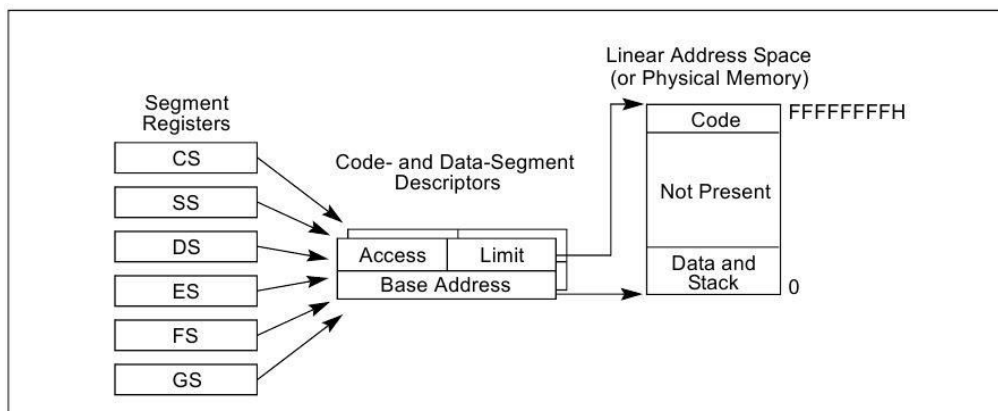 Linear Address Space
(or Physical Memory)
Segment
Registers
Code
FFFFFFFFH
CS
Code- and Data-Segment
Descriptors
SS
Not Present
DS
Access
Limit
Data and
Stack
ES
Base Address
0
FS
GS